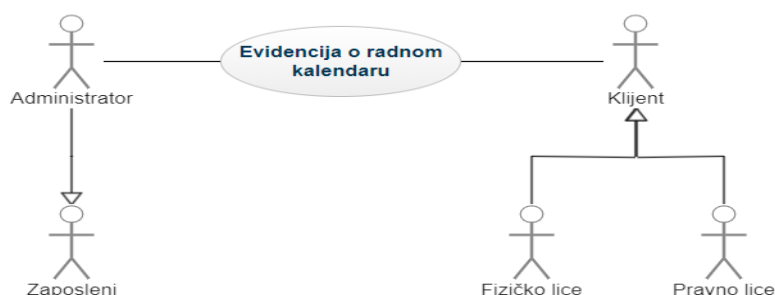 Evidencija o radnom
kalendaru
Administrator
Klijent
Zaposleni
Fizičko lice
Pravno lice